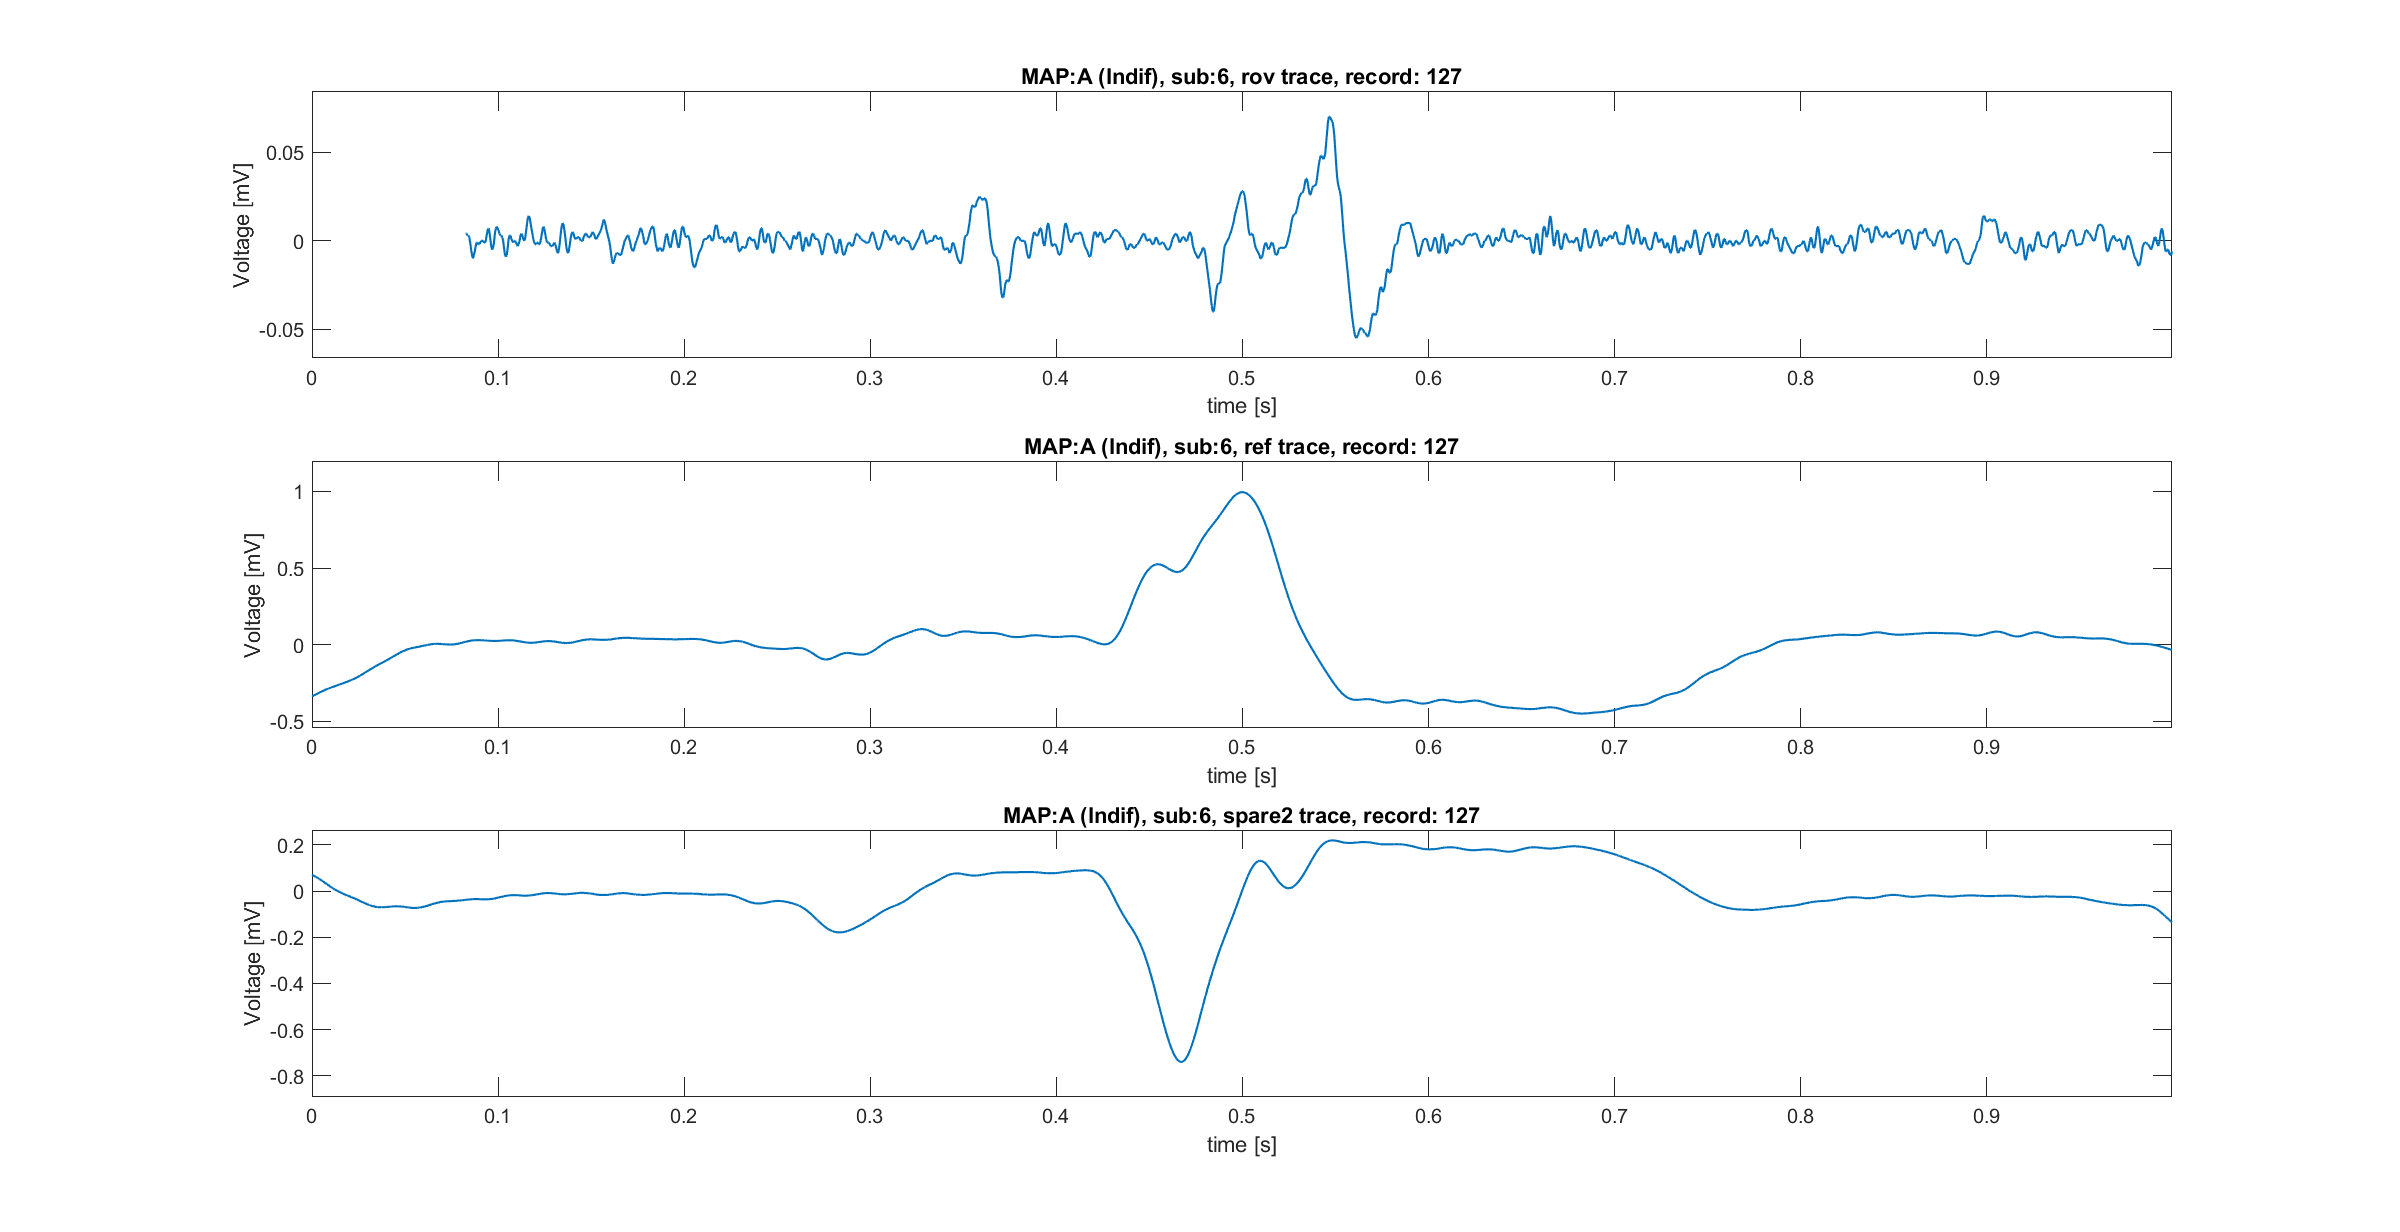 MAP:A (Indif), sub:6, rov trace, record: 127
Voltage [mV]
0.05
0
-0.05
0 0.1 0.2 0.3 0.4 0.5 0.6 0.7 0.8 0.9
time [s]
MAP:A (Indif), sub:6, ref trace, record: 127
Voltage [mV]
1
0.5
0
-0.5
0 0.1 0.2 0.3 0.4 0.5 0.6 0.7 0.8 0.9
time [s]
MAP:A (Indif), sub:6, spare2 trace, record: 127
Voltage [mV]
0.2
0
-0.2
-0.4
-0.6
-0.8
0 0.1 0.2 0.3 0.4 0.5 0.6 0.7 0.8 0.9
time [s]